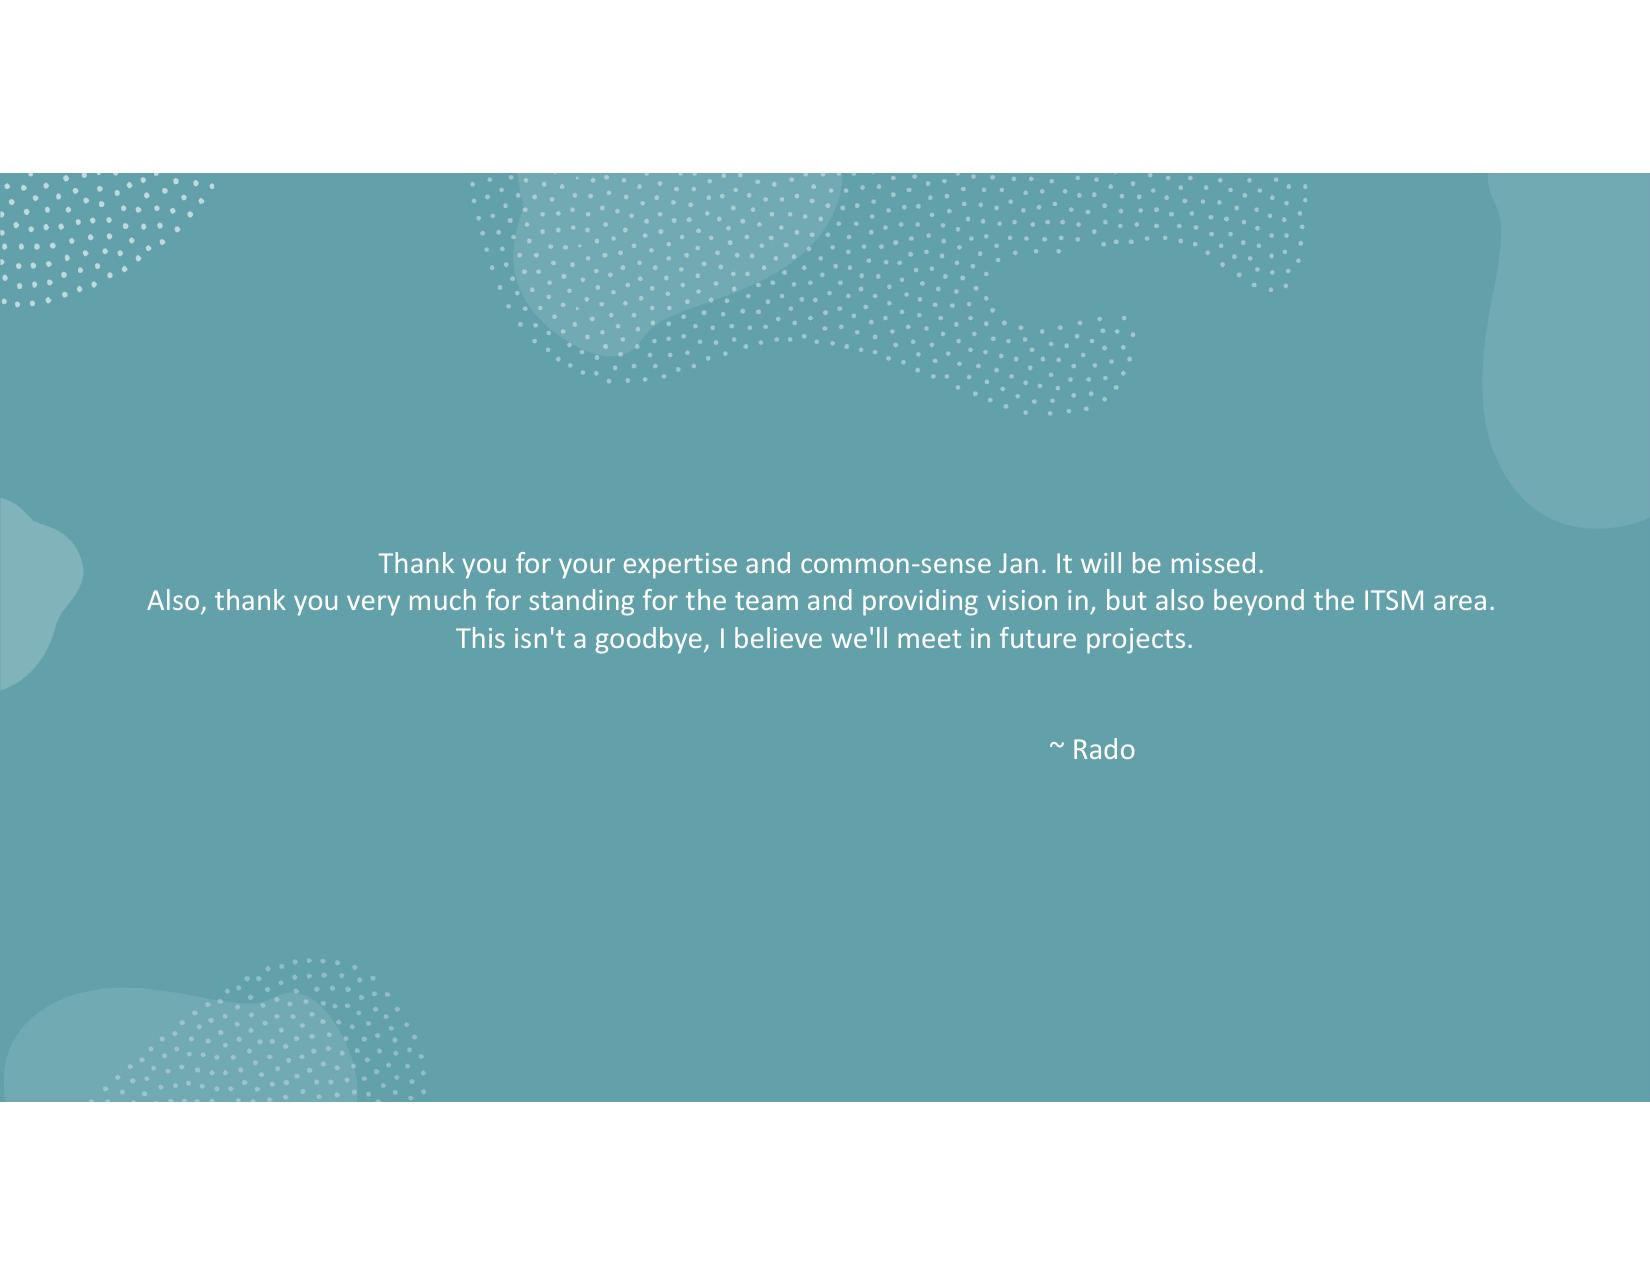 Thank you for your expertise and common-sense Jan. It will be missed.
Also, thank you very much for standing for the team and providing vision in, but also beyond the ITSM area.
This isn't a goodbye, I believe we'll meet in future projects.
~ Rado